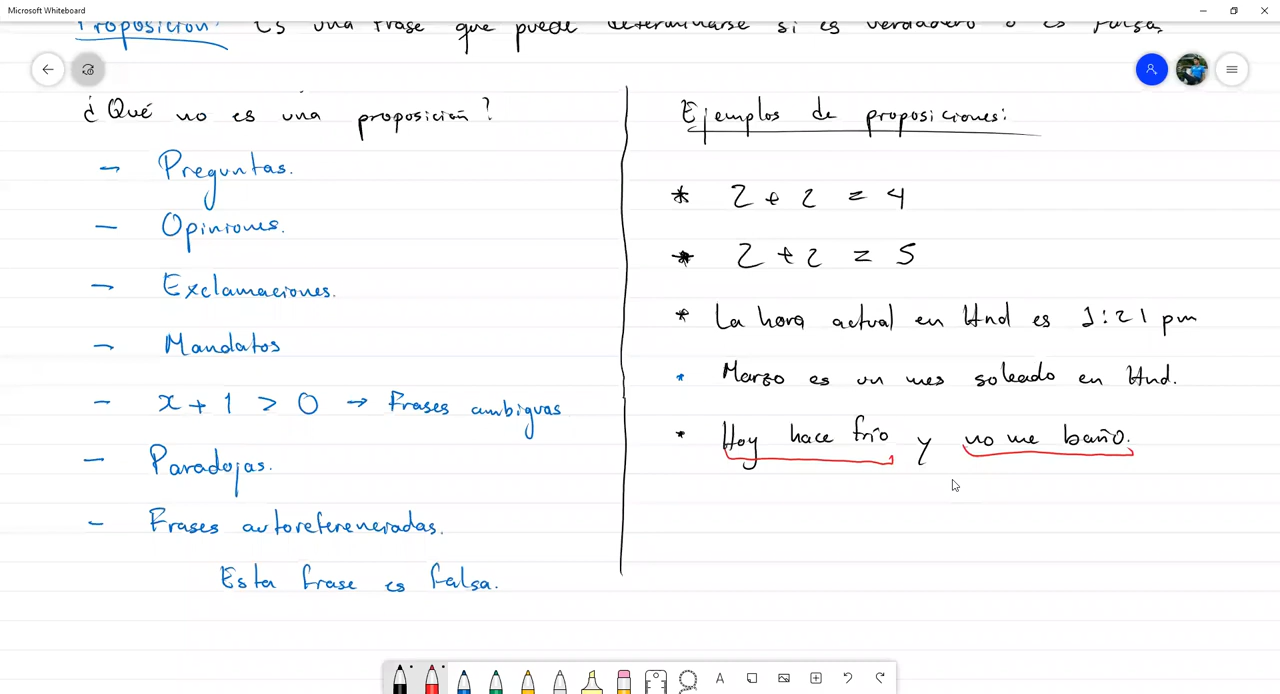 Microsoft Whiteboard
Proposición: Es una frase que puede determinarse si es verdadero o es falsa.
¿Qué no es una proposición?
- Preguntas.
- Opiniones.
- Exclamaciones.
- Mandatos
- x + 1 > 0 → Frases ambiguas
- Paradojas.
- Frases autoreferenciadas.
Esta frase es falsa.
Ejemplos de proposiciones:
* 2 + 2 = 4
* 2 + 2 = 5
* La hora actual en Hnd es 1:21 pm
* Marzo es un mes soleado en Hnd.
* Hoy hace frío y no me baño.
A